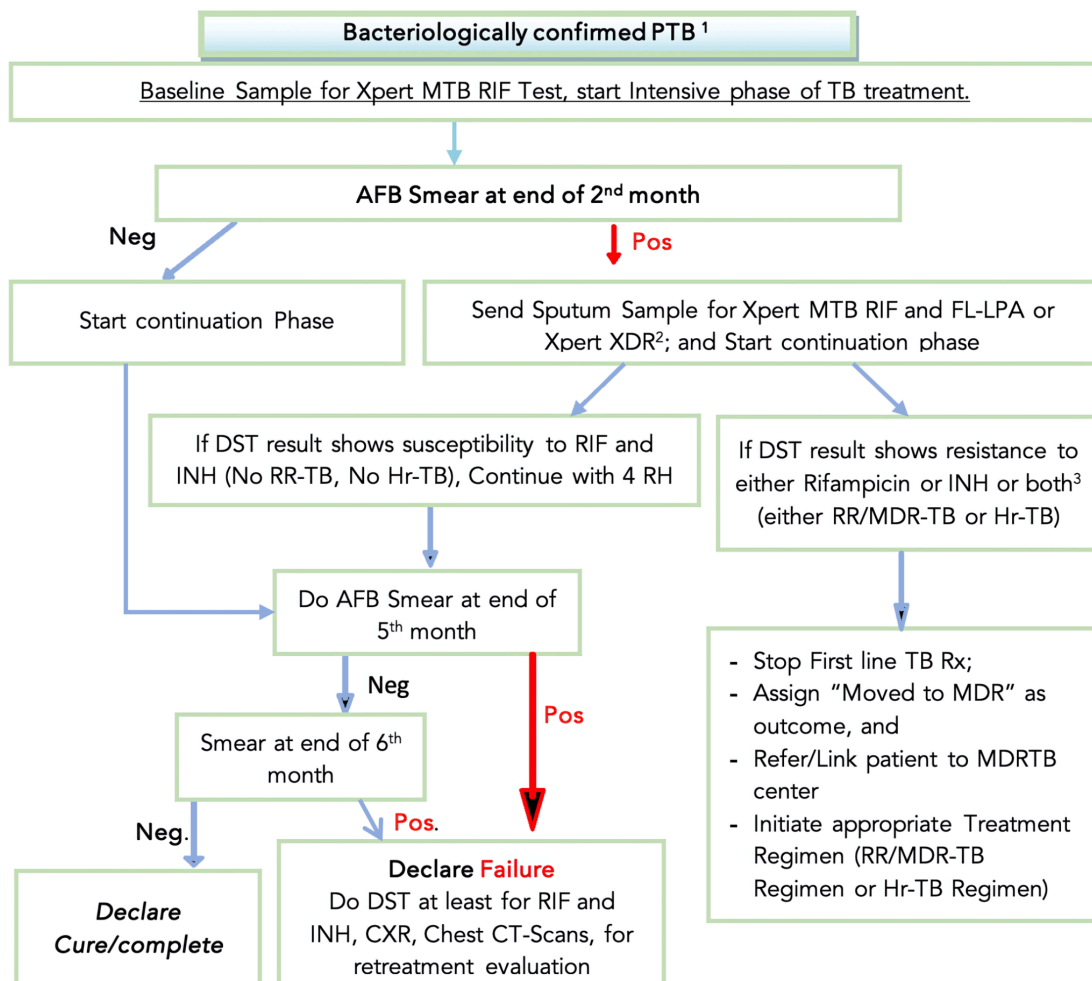 Bacteriologically confirmed PTB ¹
Baseline Sample for Xpert MTB RIF Test, start Intensive phase of TB treatment.
AFB Smear at end of 2ⁿᵈ month
Neg
Pos
Start continuation Phase
Send Sputum Sample for Xpert MTB RIF and FL-LPA or
Xpert XDR²; and Start continuation phase
If DST result shows susceptibility to RIF and
INH (No RR-TB, No Hr-TB), Continue with 4 RH
If DST result shows resistance to
either Rifampicin or INH or both³
(either RR/MDR-TB or Hr-TB)
Do AFB Smear at end of
5ᵗʰ month
Neg
Pos
Smear at end of 6ᵗʰ
month
Neg.
Pos.
- Stop First line TB Rx;
- Assign “Moved to MDR” as
outcome, and
- Refer/Link patient to MDRTB
center
- Initiate appropriate Treatment
Regimen (RR/MDR-TB
Regimen or Hr-TB Regimen)
Declare
Cure/complete
Declare Failure
Do DST at least for RIF and
INH, CXR, Chest CT-Scans, for
retreatment evaluation